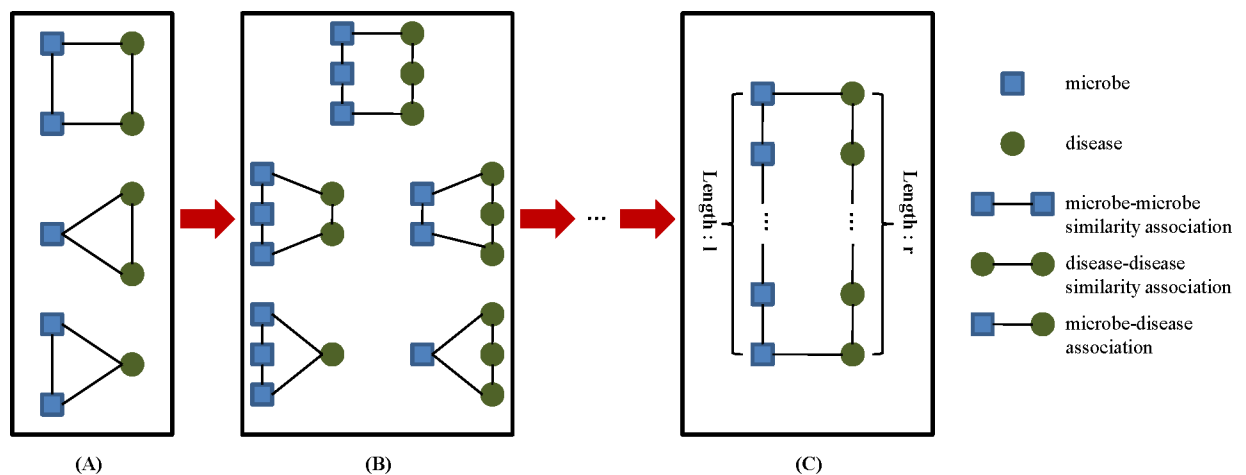 microbe
disease
microbe-microbe
similarity association
disease-disease
similarity association
microbe-disease
association
...
Length : l
...
...
Length : r
(A)
(B)
(C)